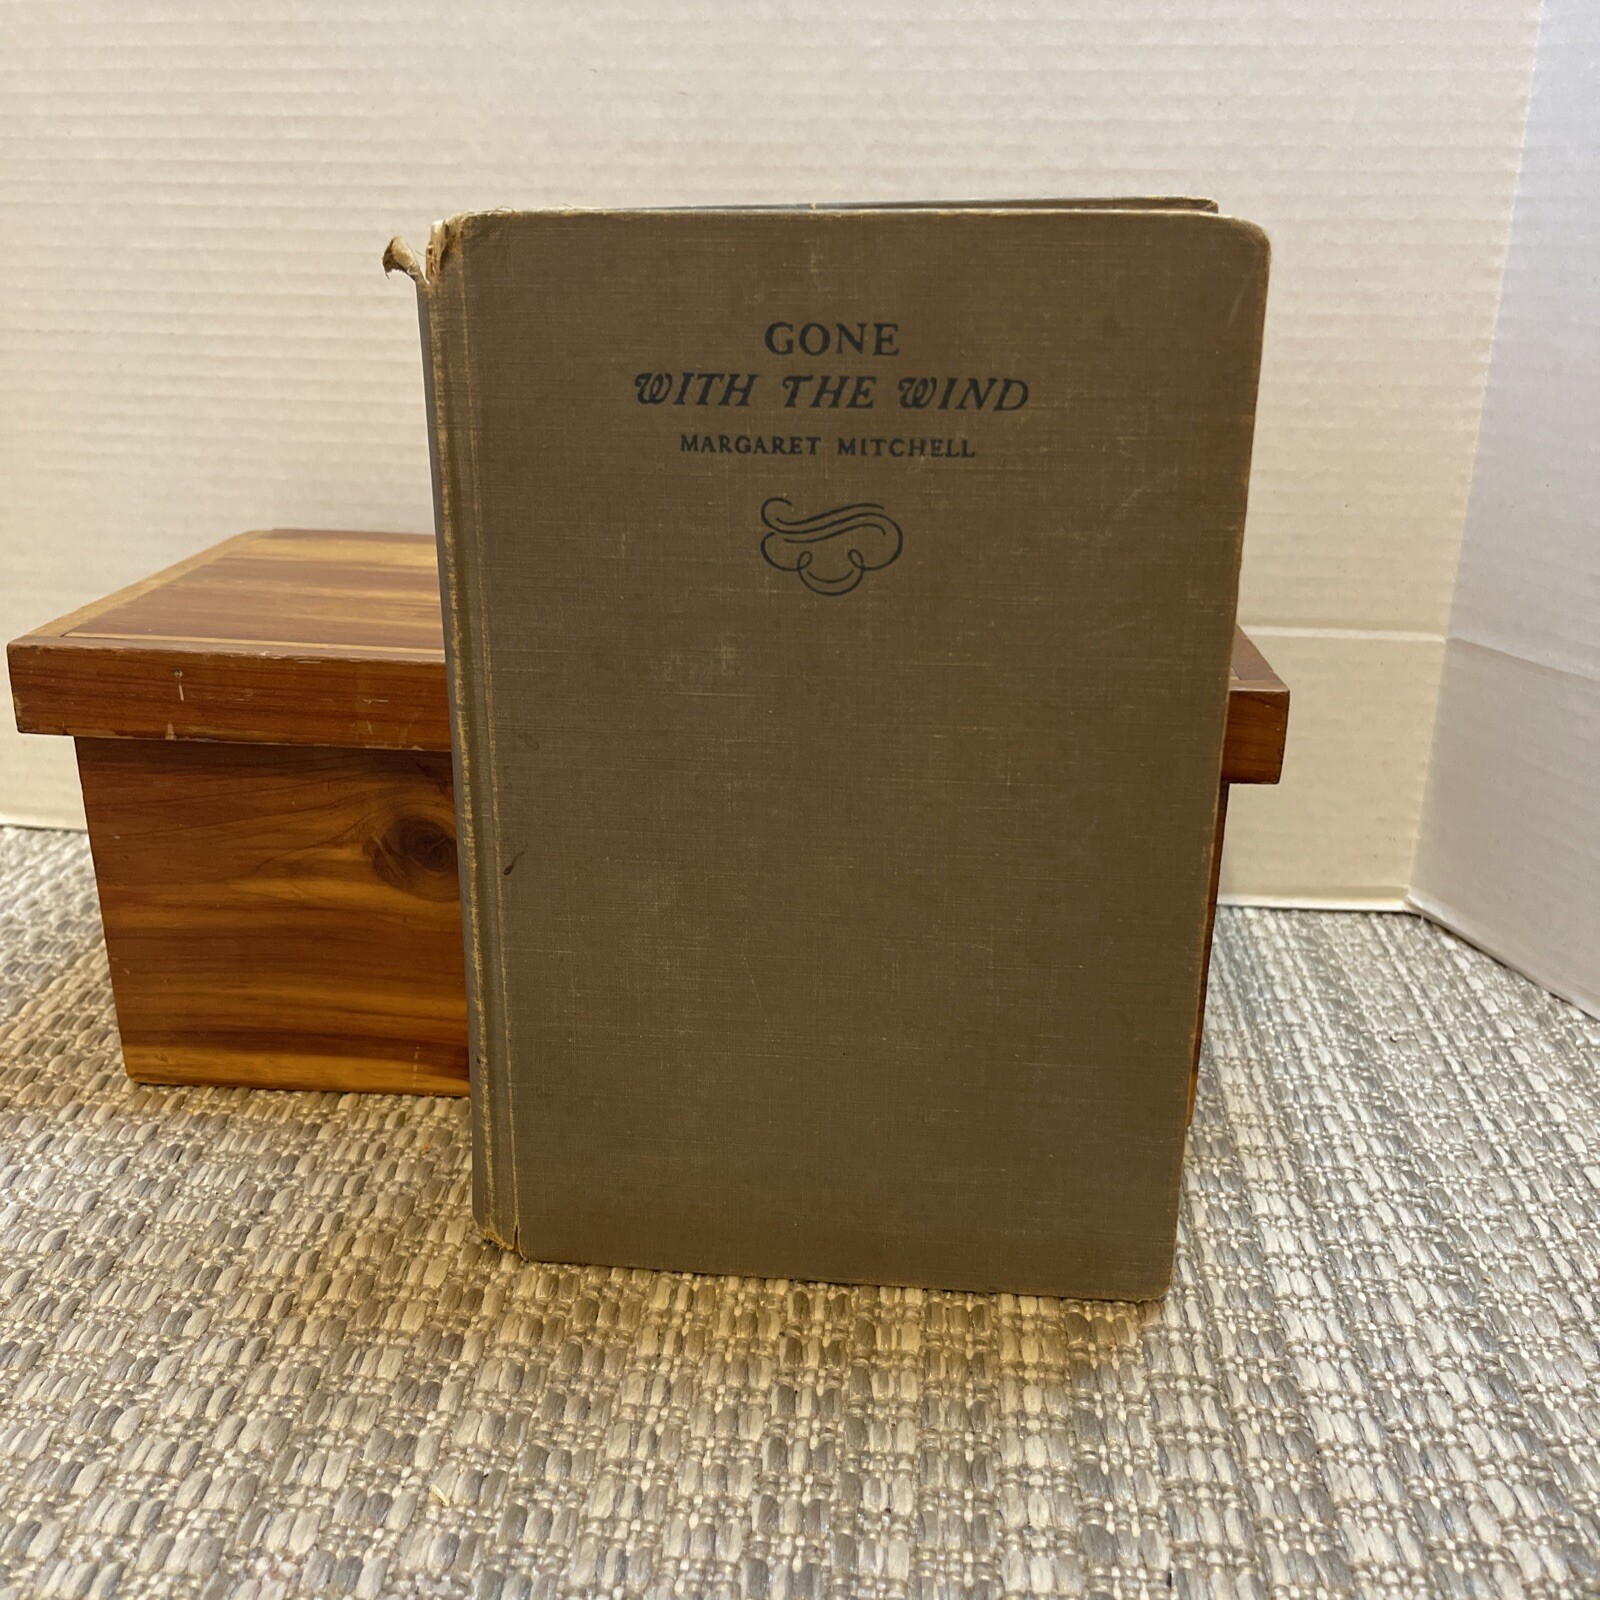 GONE
WITH THE WIND
MARGARET MITCHELL